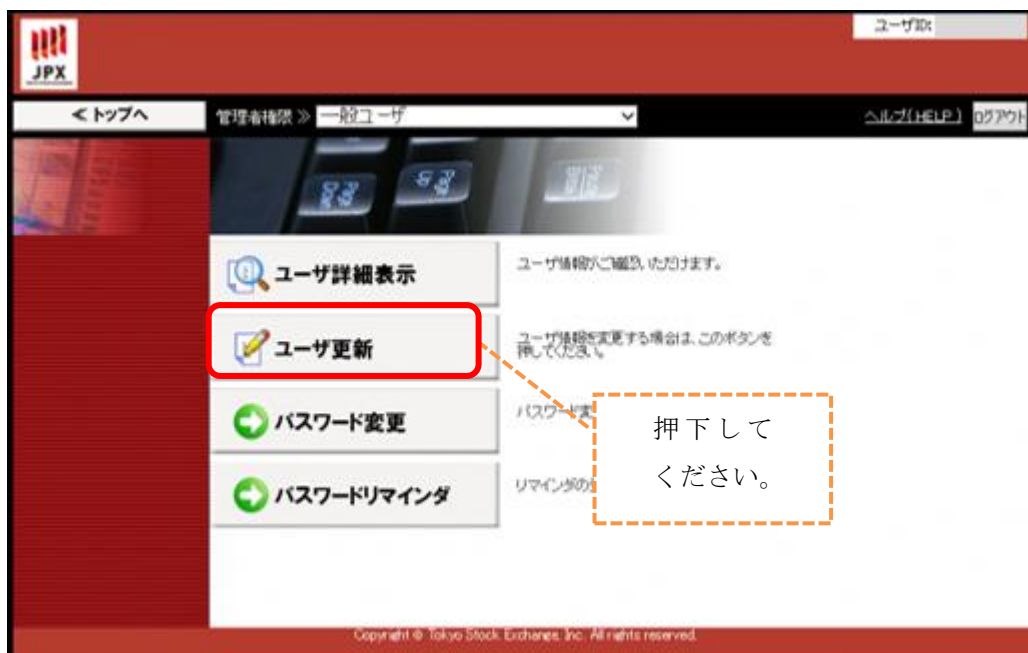 ユーザID:
JPX
≪ トップへ
管理者権限 ≫ 一般ユーザ
ヘルプ(HELP) ログアウト
Page Down
Page Up
ユーザ詳細表示
ユーザ情報がご確認いただけます。
ユーザ更新
ユーザ情報を変更する場合は、このボタンを
押してください。
パスワード変更
パスワード変
押下して
ください。
パスワードリマインダ
リマインダの
Copyright © Tokyo Stock Exchange, Inc. All rights reserved.